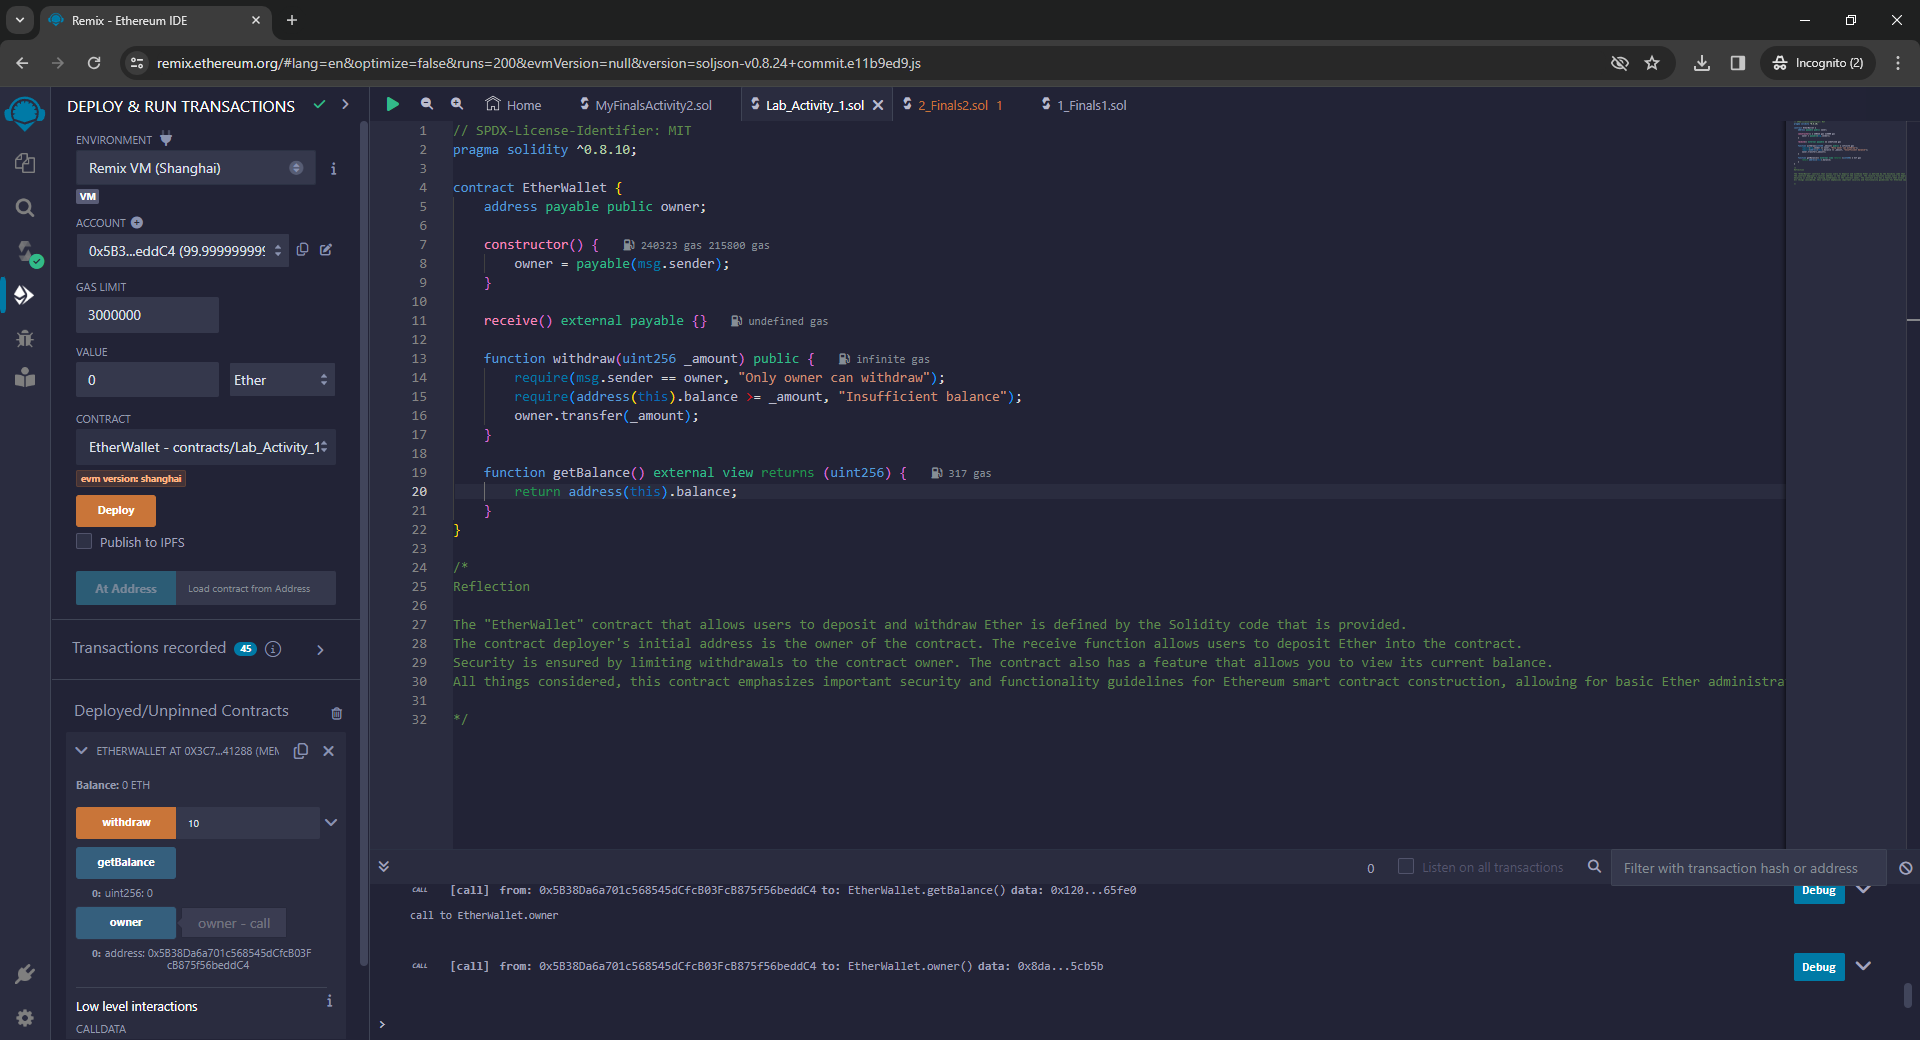 Remix - Ethereum IDE
remix.ethereum.org/#lang=en&optimize=false&runs=200&evmVersion=null&version=soljson-v0.8.24+commit.e11b9ed9.js
Incognito (2)
DEPLOY & RUN TRANSACTIONS
ENVIRONMENT
Remix VM (Shanghai)
VM
ACCOUNT
0x5B3...eddC4 (99.999999999
GAS LIMIT
3000000
VALUE
0
Ether
CONTRACT
EtherWallet - contracts/Lab_Activity_1
evm version: shanghai
Deploy
Publish to IPFS
At Address
Load contract from Address
Transactions recorded 45
Deployed/Unpinned Contracts
ETHERWALLET AT 0X3C7...41288 (MEM
Balance: 0 ETH
withdraw
10
getBalance
0: uint256: 0
owner
owner - call
0: address: 0x5B38Da6a701c568545dCfcB03F
cB875f56beddC4
Low level interactions
CALLDATA
Home
MyFinalsActivity2.sol
Lab_Activity_1.sol
2_Finals2.sol 1
1_Finals1.sol
1 // SPDX-License-Identifier: MIT
2 pragma solidity ^0.8.10;
3
4 contract EtherWallet {
5 address payable public owner;
6
7 constructor() { 240323 gas 215800 gas
8 owner = payable(msg.sender);
9 }
10
11 receive() external payable {} undefined gas
12
13 function withdraw(uint256 _amount) public { infinite gas
14 require(msg.sender == owner, "Only owner can withdraw");
15 require(address(this).balance >= _amount, "Insufficient balance");
16 owner.transfer(_amount);
17 }
18
19 function getBalance() external view returns (uint256) { 317 gas
20 return address(this).balance;
21 }
22 }
23
24 /*
25 Reflection
26
27 The "EtherWallet" contract that allows users to deposit and withdraw Ether is defined by the Solidity code that is provided.
28 The contract deployer's initial address is the owner of the contract. The receive function allows users to deposit Ether into the contract.
29 Security is ensured by limiting withdrawals to the contract owner. The contract also has a feature that allows you to view its current balance.
30 All things considered, this contract emphasizes important security and functionality guidelines for Ethereum smart contract construction, allowing for basic Ether administra
31
32 */
0
Listen on all transactions
Filter with transaction hash or address
CALL [call] from: 0x5B38Da6a701c568545dCfcB03FcB875f56beddC4 to: EtherWallet.getBalance() data: 0x120...65fe0
Debug
call to EtherWallet.owner
CALL [call] from: 0x5B38Da6a701c568545dCfcB03FcB875f56beddC4 to: EtherWallet.owner() data: 0x8da...5cb5b
Debug
>